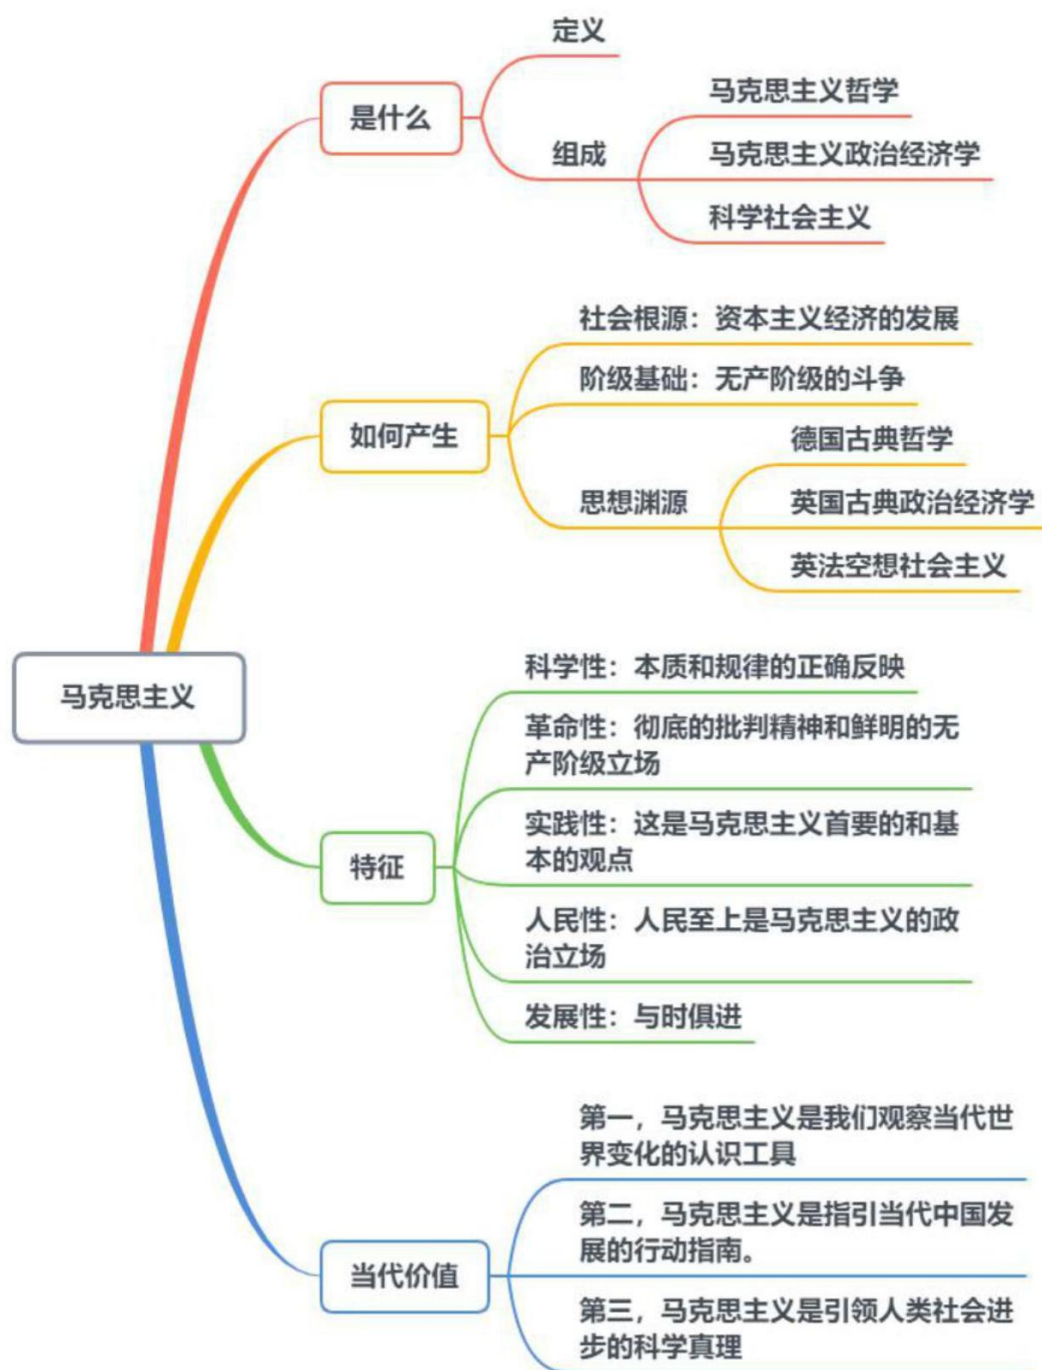 定义
马克思主义哲学
是什么
组成
马克思主义政治经济学
科学社会主义
社会根源：资本主义经济的发展
阶级基础：无产阶级的斗争
如何产生
德国古典哲学
思想渊源
英国古典政治经济学
英法空想社会主义
马克思主义
科学性：本质和规律的正确反映
革命性：彻底的批判精神和鲜明的无
产阶级立场
实践性：这是马克思主义首要的和基
本的观点
特征
人民性：人民至上是马克思主义的政
治立场
发展性：与时俱进
第一，马克思主义是我们观察当代世
界变化的认识工具
第二，马克思主义是指引当代中国发
展的行动指南。
当代价值
第三，马克思主义是引领人类社会进
步的科学真理